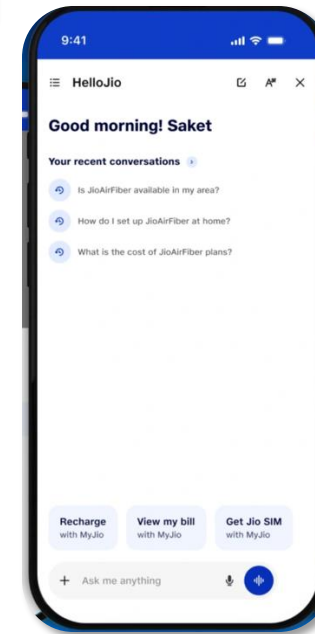 9:41
HelloJio
Good morning! Saket
Your recent conversations
Is JioAirFiber available in my area?
How do I set up JioAirFiber at home?
What is the cost of JioAirFiber plans?
Recharge
with MyJio
View my bill
with MyJio
Get Jio SIM
with MyJio
Ask me anything